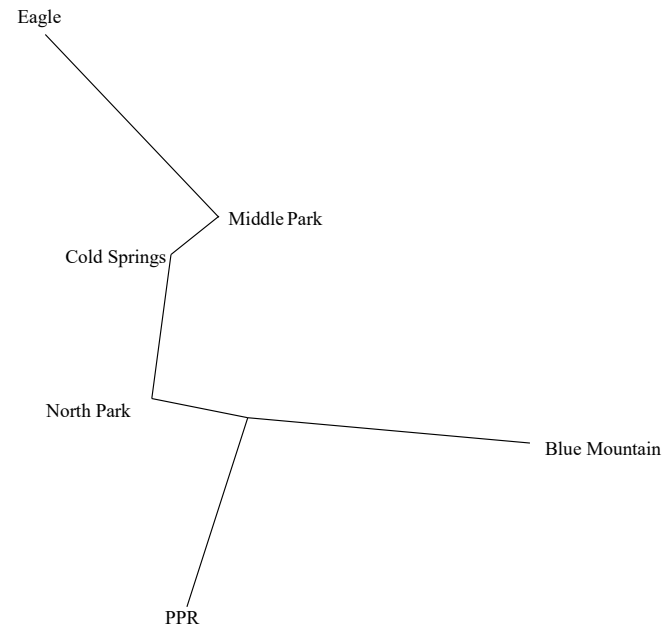 Eagle
Middle Park
Cold Springs
North Park
Blue Mountain
PPR